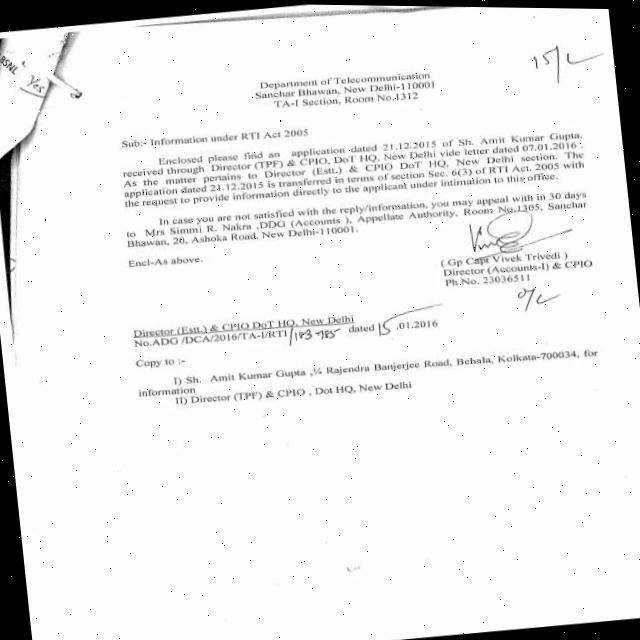 BSNL
Yes
15/L
Department of Telecommunication
Sanchar Bhawan, New Delhi-110001
TA-I Section, Room No.1312
Sub:- Information under RTI Act 2005
Enclosed please find an application dated 21.12.2015 of Sh. Amit Kumar Gupta,
received through Director (TPF) & CPIO, DoT HQ, New Delhi vide letter dated 07.01.2016.
As the matter pertains to Director (Estt.) & CPIO DoT HQ, New Delhi section. The
application dated 21.12.2015 is transferred in terms of section Sec. 6(3) of RTI Act. 2005 with
the request to provide information directly to the applicant under intimation to this office.
In case you are not satisfied with the reply/information, you may appeal with in 30 days
to Mrs Simmi R. Nakra ,DDG (Accounts ), Appellate Authority, Room No.1305, Sanchar
Bhawan, 20, Ashoka Road, New Delhi-110001.
Encl-As above.
( Gp Capt Vivek Trivedi )
Director (Accounts-I) & CPIO
Ph.No. 23036511
O/L
Director (Estt.) & CPIO DoT HQ, New Delhi
No.ADG /DCA/2016/TA-I/RTI/183-185 dated 15 .01.2016
Copy to :-
I) Sh. Amit Kumar Gupta ,¼ Rajendra Banjerjee Road, Behala, Kolkata-700034, for
information
II) Director (TPF) & CPIO , Dot HQ, New Delhi